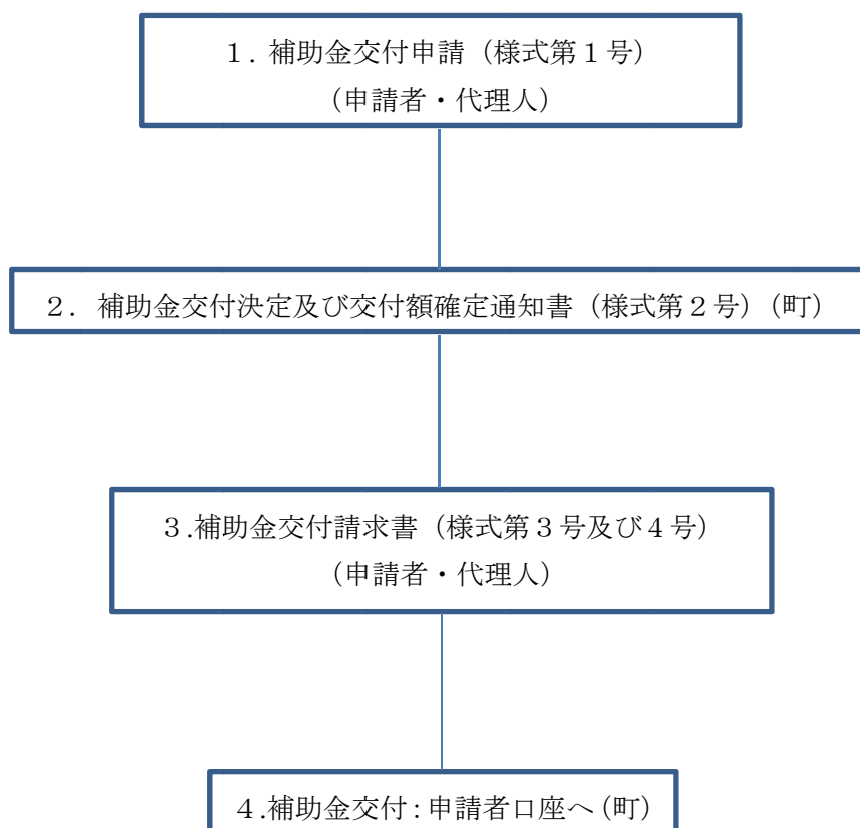 １. 補助金交付申請（様式第１号）
（申請者・代理人）
２．補助金交付決定及び交付額確定通知書（様式第２号）(町）
３.補助金交付請求書（様式第３号及び４号）
（申請者・代理人）
４.補助金交付：申請者口座へ(町）